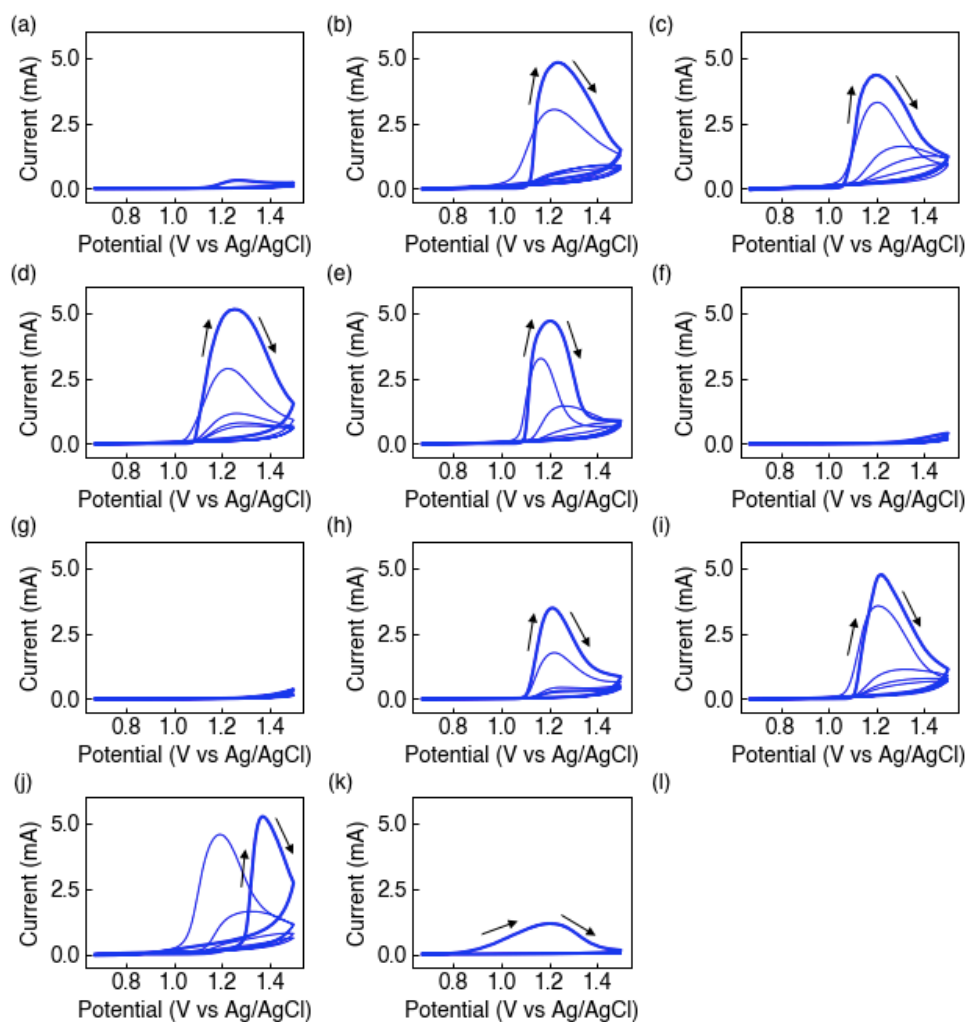 (a)
Current (mA)
5.0
2.5
0.0
0.8 1.0 1.2 1.4
Potential (V vs Ag/AgCl)
(b)
Current (mA)
5.0
2.5
0.0
0.8 1.0 1.2 1.4
Potential (V vs Ag/AgCl)
(c)
Current (mA)
5.0
2.5
0.0
0.8 1.0 1.2 1.4
Potential (V vs Ag/AgCl)
(d)
Current (mA)
5.0
2.5
0.0
0.8 1.0 1.2 1.4
Potential (V vs Ag/AgCl)
(e)
Current (mA)
5.0
2.5
0.0
0.8 1.0 1.2 1.4
Potential (V vs Ag/AgCl)
(f)
Current (mA)
5.0
2.5
0.0
0.8 1.0 1.2 1.4
Potential (V vs Ag/AgCl)
(g)
Current (mA)
5.0
2.5
0.0
0.8 1.0 1.2 1.4
Potential (V vs Ag/AgCl)
(h)
Current (mA)
5.0
2.5
0.0
0.8 1.0 1.2 1.4
Potential (V vs Ag/AgCl)
(i)
Current (mA)
5.0
2.5
0.0
0.8 1.0 1.2 1.4
Potential (V vs Ag/AgCl)
(j)
Current (mA)
5.0
2.5
0.0
0.8 1.0 1.2 1.4
Potential (V vs Ag/AgCl)
(k)
Current (mA)
5.0
2.5
0.0
0.8 1.0 1.2 1.4
Potential (V vs Ag/AgCl)
(l)